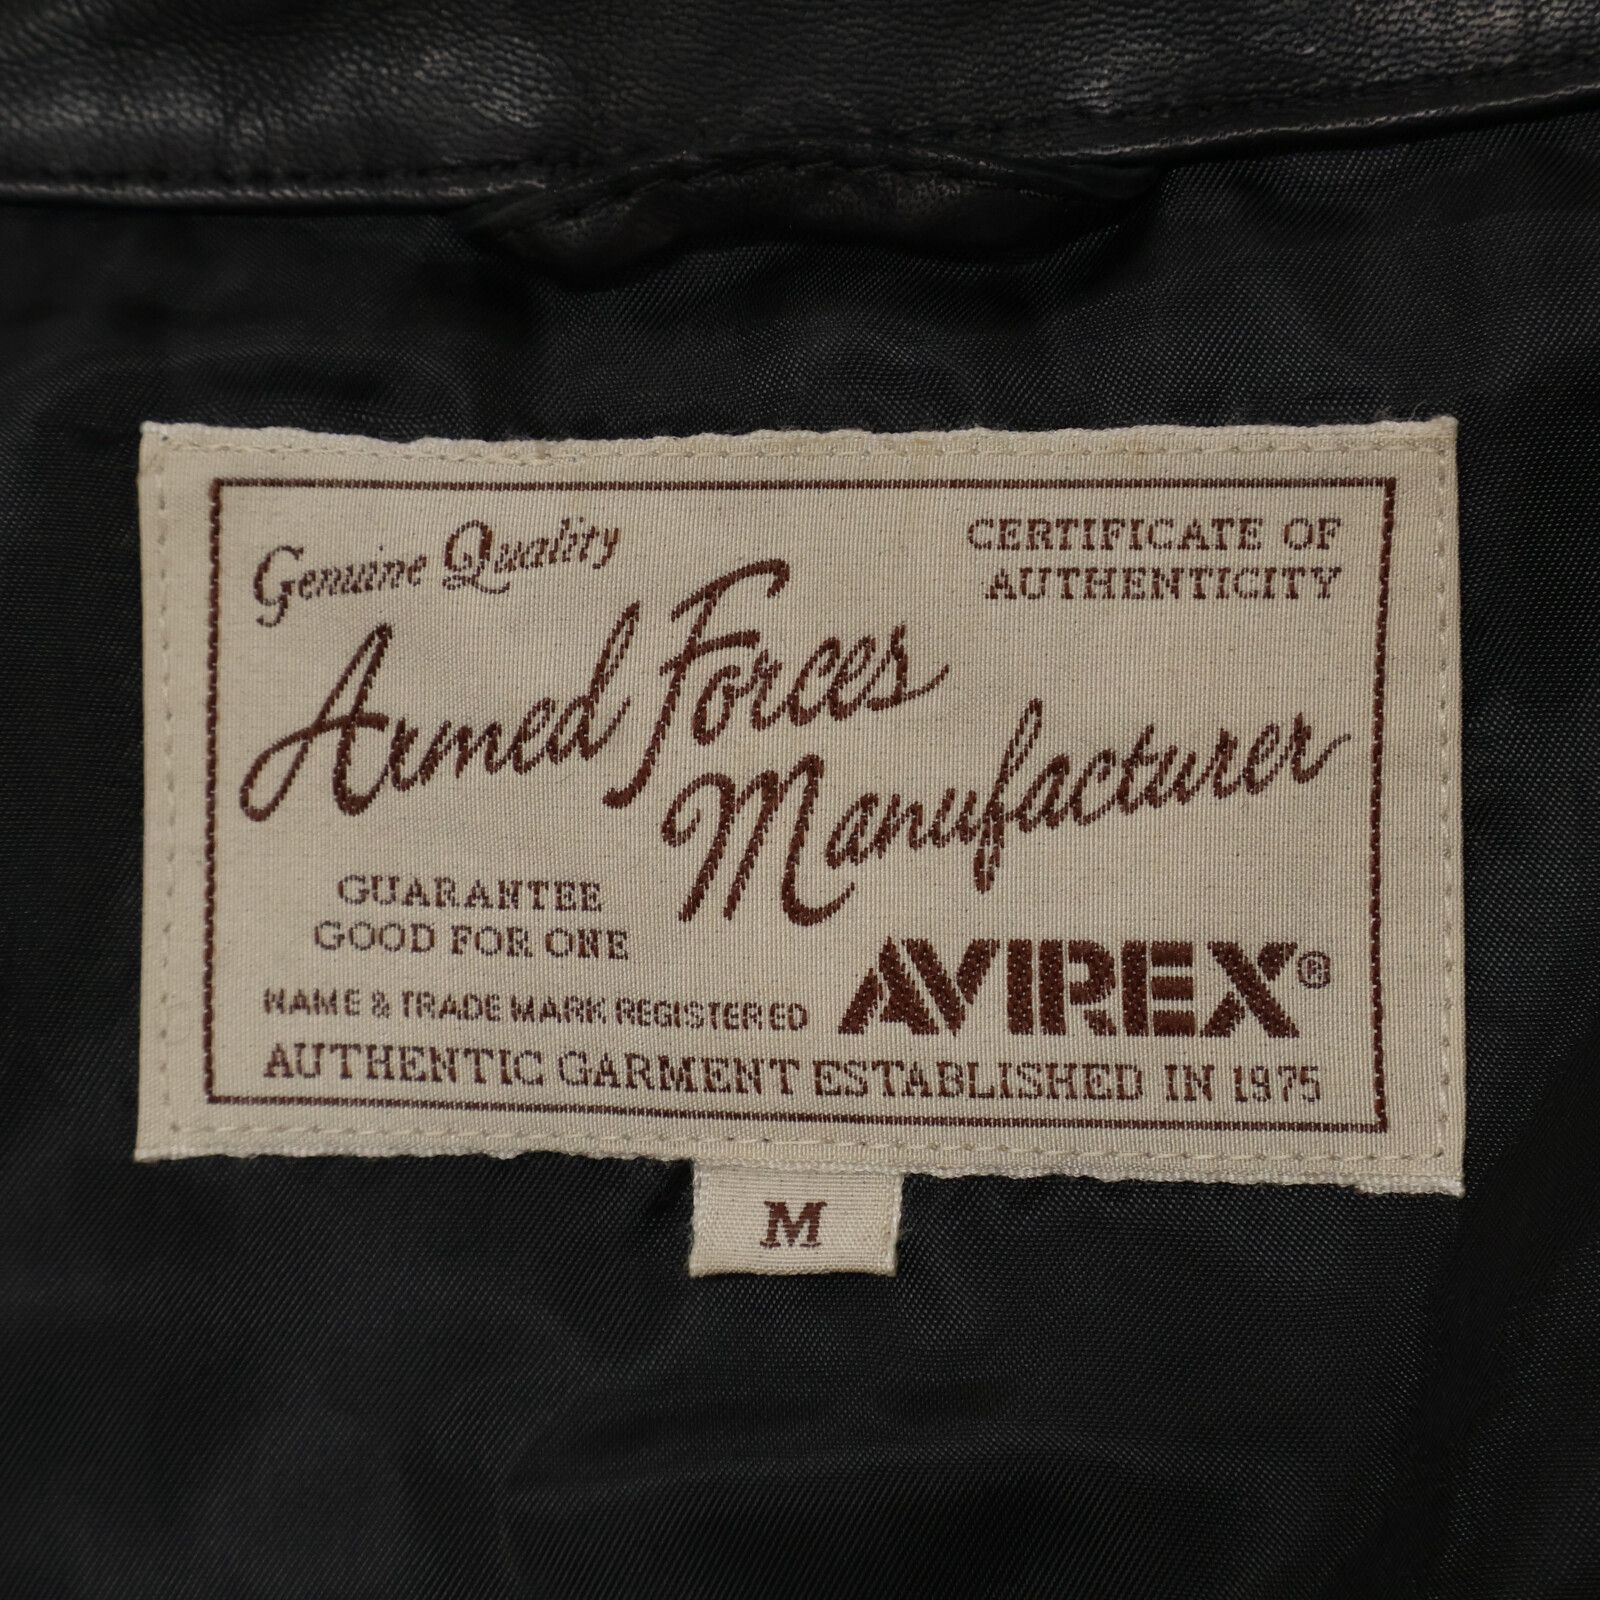 Genuine Quality
CERTIFICATE OF
AUTHENTICITY
Armed Forces
Manufacturer
GUARANTEE
GOOD FOR ONE
NAME & TRADE MARK REGISTERED
AVIREX®
AUTHENTIC GARMENT ESTABLISHED IN 1975
M